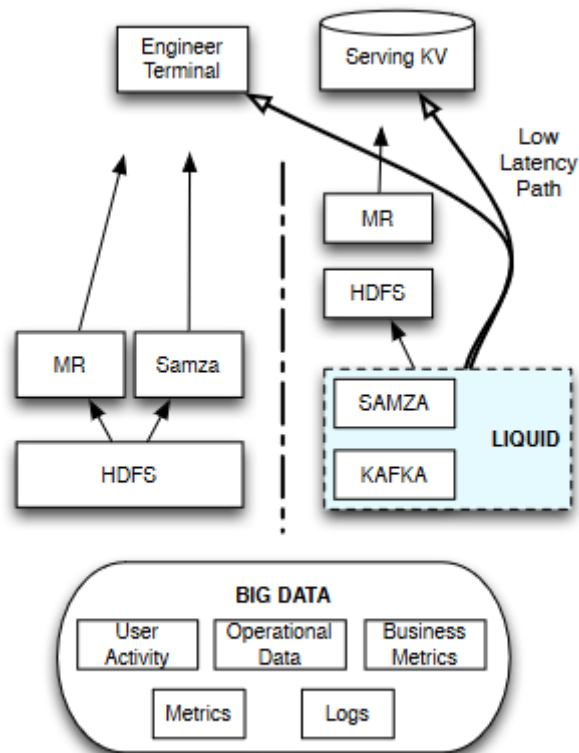 Engineer
Terminal
Serving KV
Low
Latency
Path
MR
HDFS
MR
Samza
SAMZA
LIQUID
HDFS
KAFKA
BIG DATA
User
Activity
Operational
Data
Business
Metrics
Metrics
Logs